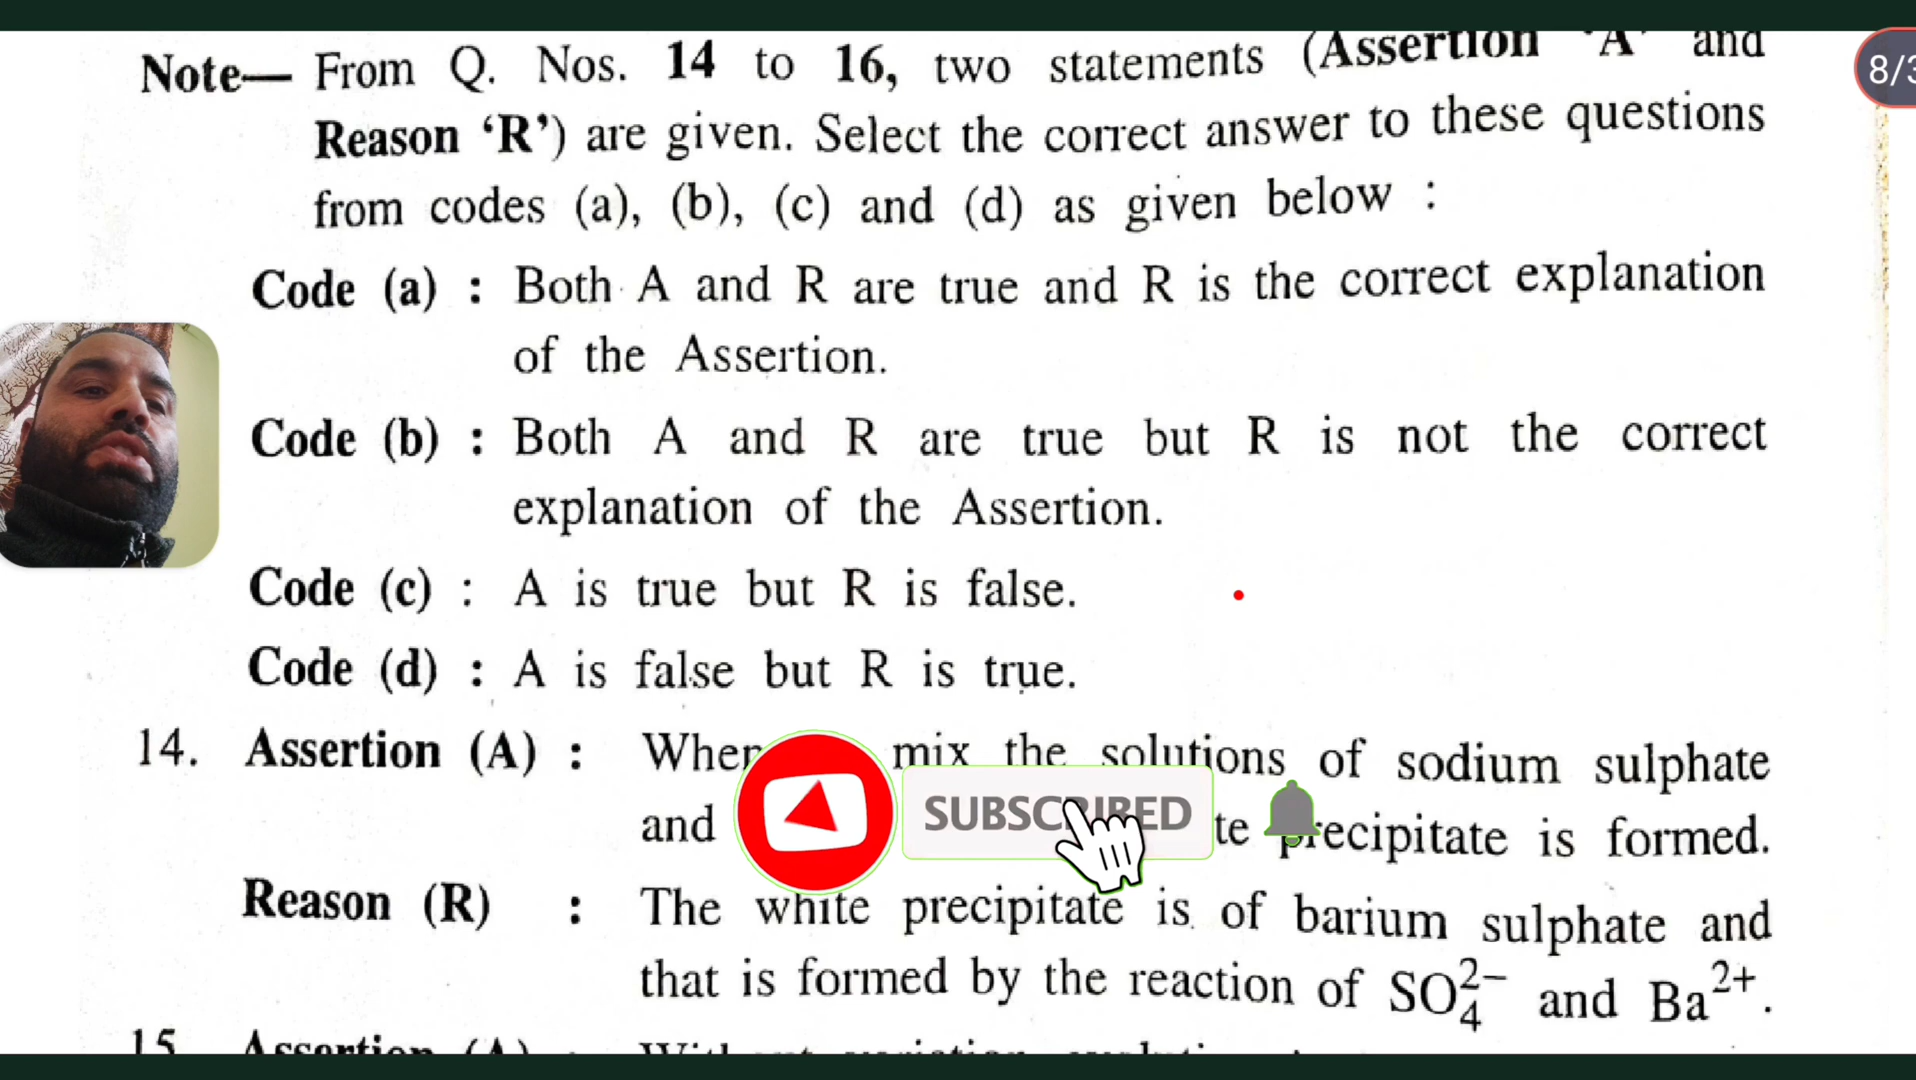 Note— From Q. Nos. 14 to 16, two statements (Assertion 'A' and
8/3
Reason 'R') are given. Select the correct answer to these questions
from codes (a), (b), (c) and (d) as given below :
Code (a) : Both A and R are true and R is the correct explanation
of the Assertion.
Code (b) : Both A and R are true but R is not the correct
explanation of the Assertion.
Code (c) : A is true but R is false.
Code (d) : A is false but R is true.
14. Assertion (A) : When mix the solutions of sodium sulphate
and te precipitate is formed.
SUBSCRIBED
Reason (R) : The white precipitate is of barium sulphate and
that is formed by the reaction of SO₄²⁻ and Ba²⁺.
15 Assertion (A)